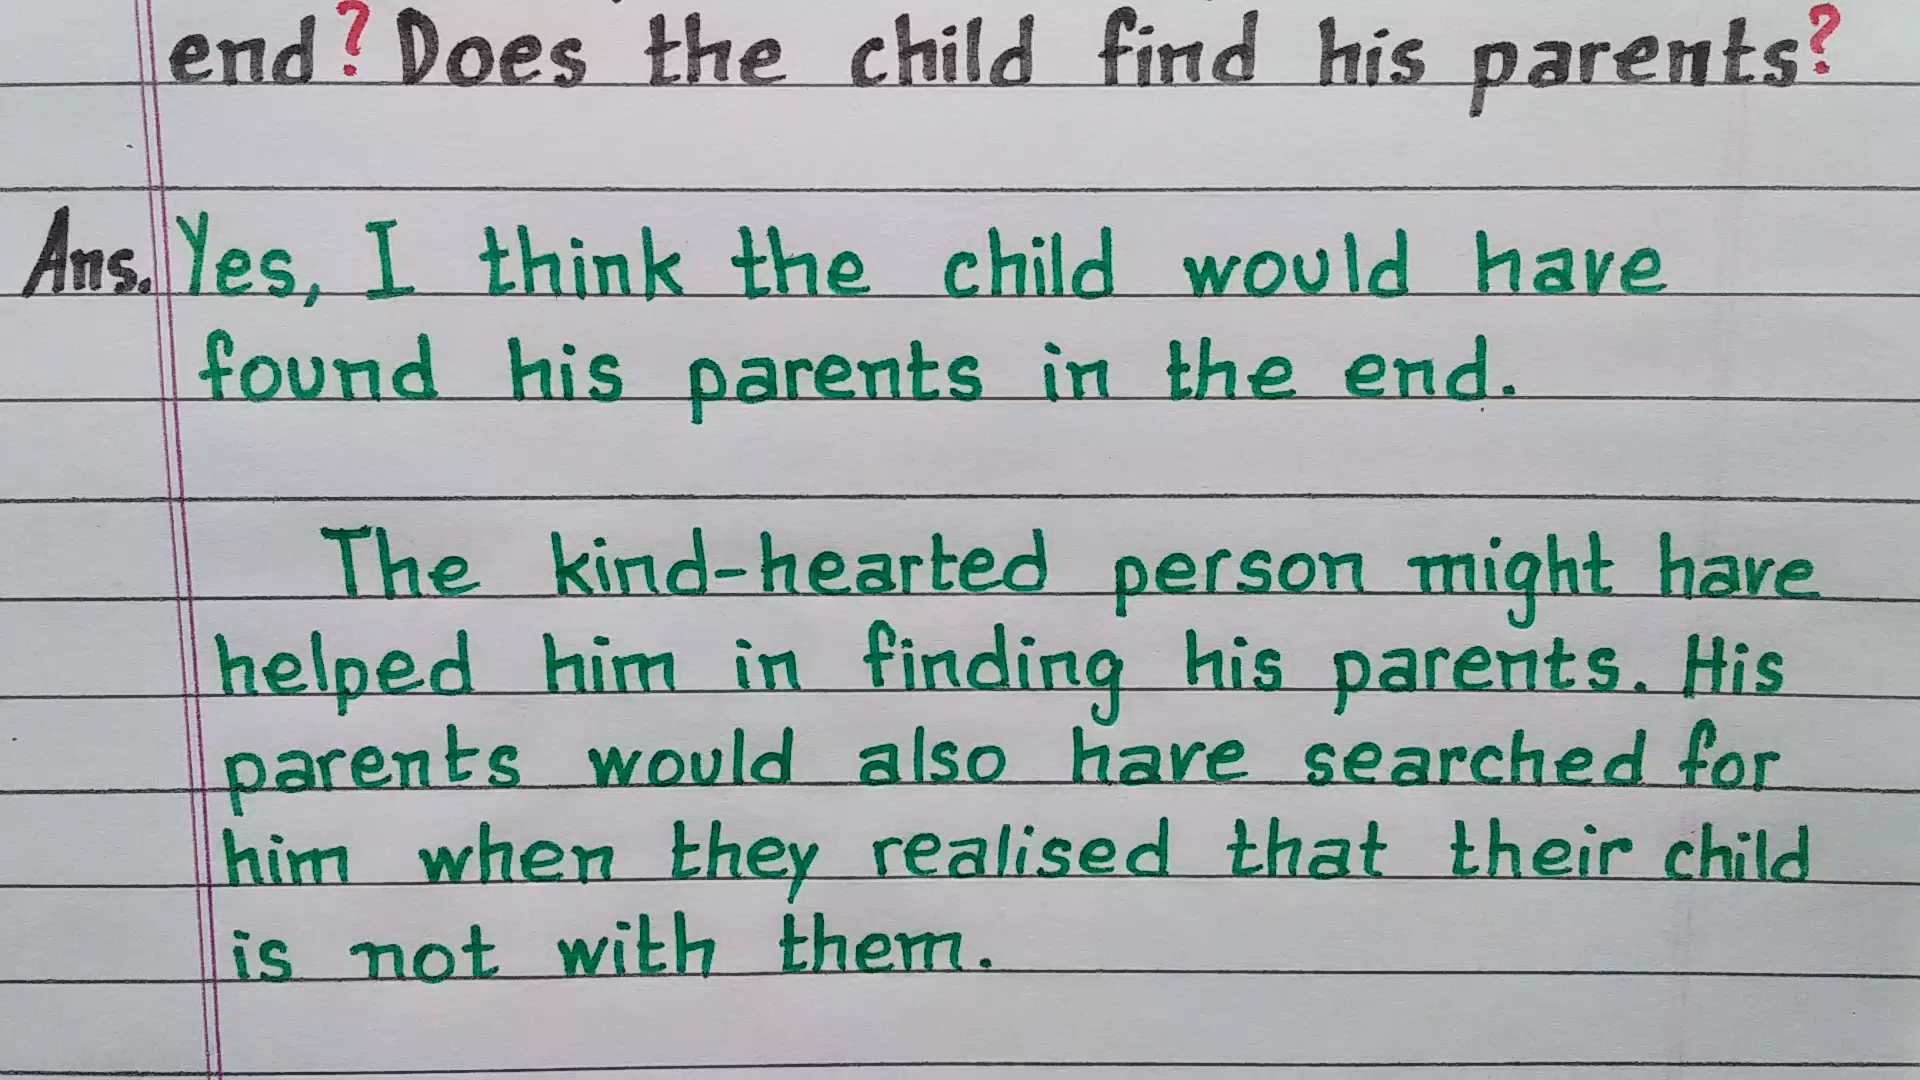 end? Does the child find his parents?
Ans. Yes, I think the child would have
found his parents in the end.
The kind-hearted person might have
helped him in finding his parents. His
parents would also have searched for
him when they realised that their child
is not with them.